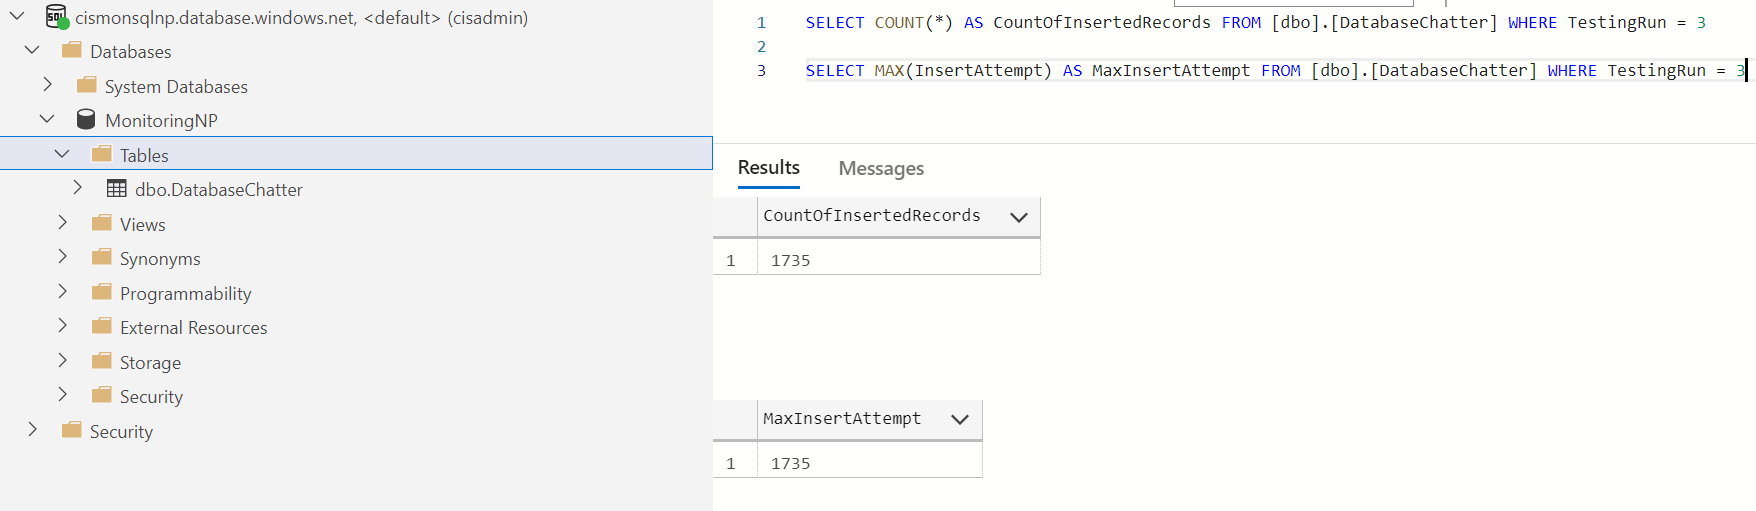 cismonsqlnp.database.windows.net, <default> (cisadmin)
Databases
System Databases
MonitoringNP
Tables
dbo.DatabaseChatter
Views
Synonyms
Programmability
External Resources
Storage
Security
Security
1 SELECT COUNT(*) AS CountOfInsertedRecords FROM [dbo].[DatabaseChatter] WHERE TestingRun = 3
2
3 SELECT MAX(InsertAttempt) AS MaxInsertAttempt FROM [dbo].[DatabaseChatter] WHERE TestingRun = 3
Results Messages
CountOfInsertedRecords
1 1735
MaxInsertAttempt
1 1735